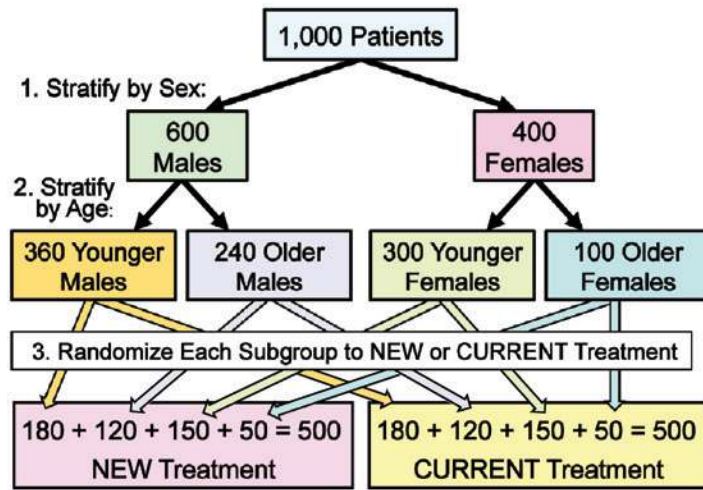 1,000 Patients
1. Stratify by Sex:
600
Males
400
Females
2. Stratify
by Age:
360 Younger
Males
240 Older
Males
300 Younger
Females
100 Older
Females
3. Randomize Each Subgroup to NEW or CURRENT Treatment
180 + 120 + 150 + 50 = 500
NEW Treatment
180 + 120 + 150 + 50 = 500
CURRENT Treatment